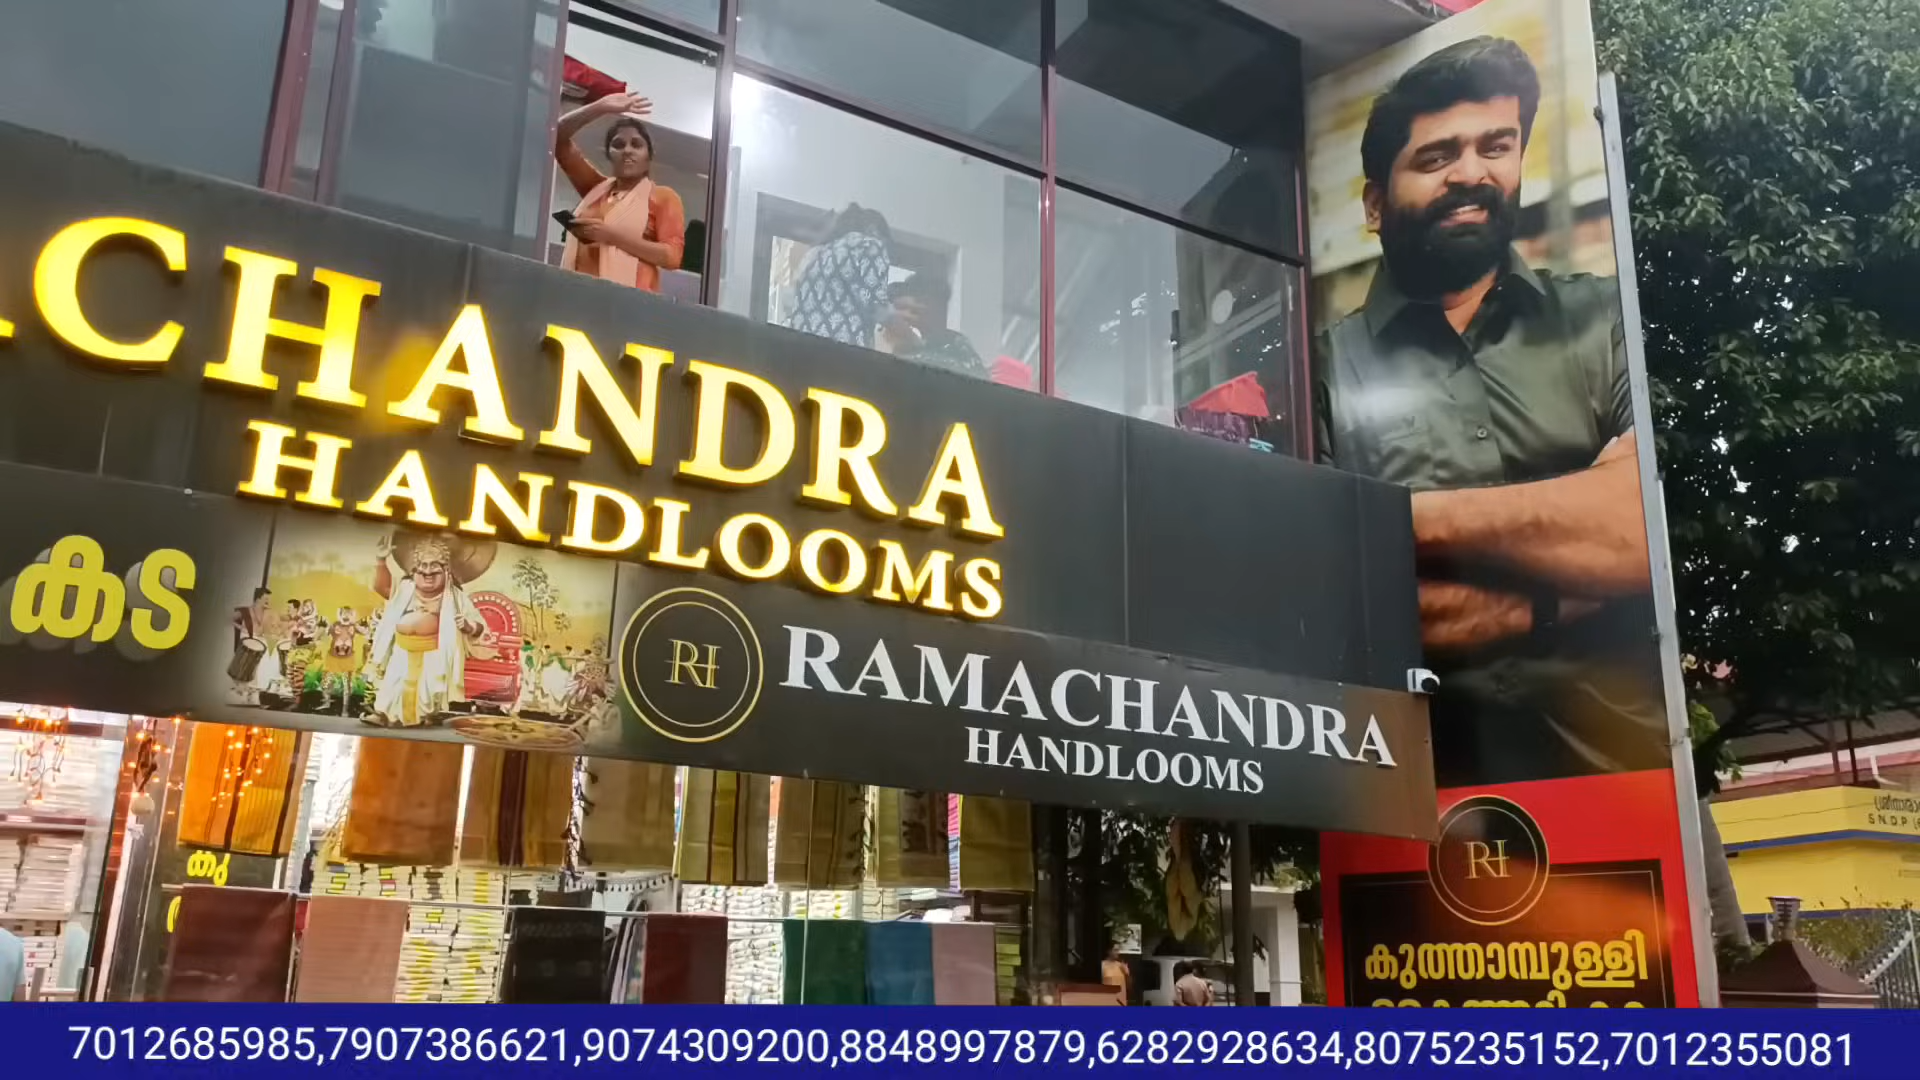 CHANDRA
HANDLOOMS
കട
RH
RAMACHANDRA
HANDLOOMS
കു
RH
കുത്താമ്പുള്ളി
S.N.D.P
7012685985,7907386621,9074309200,8848997879,6282928634,8075235152,7012355081